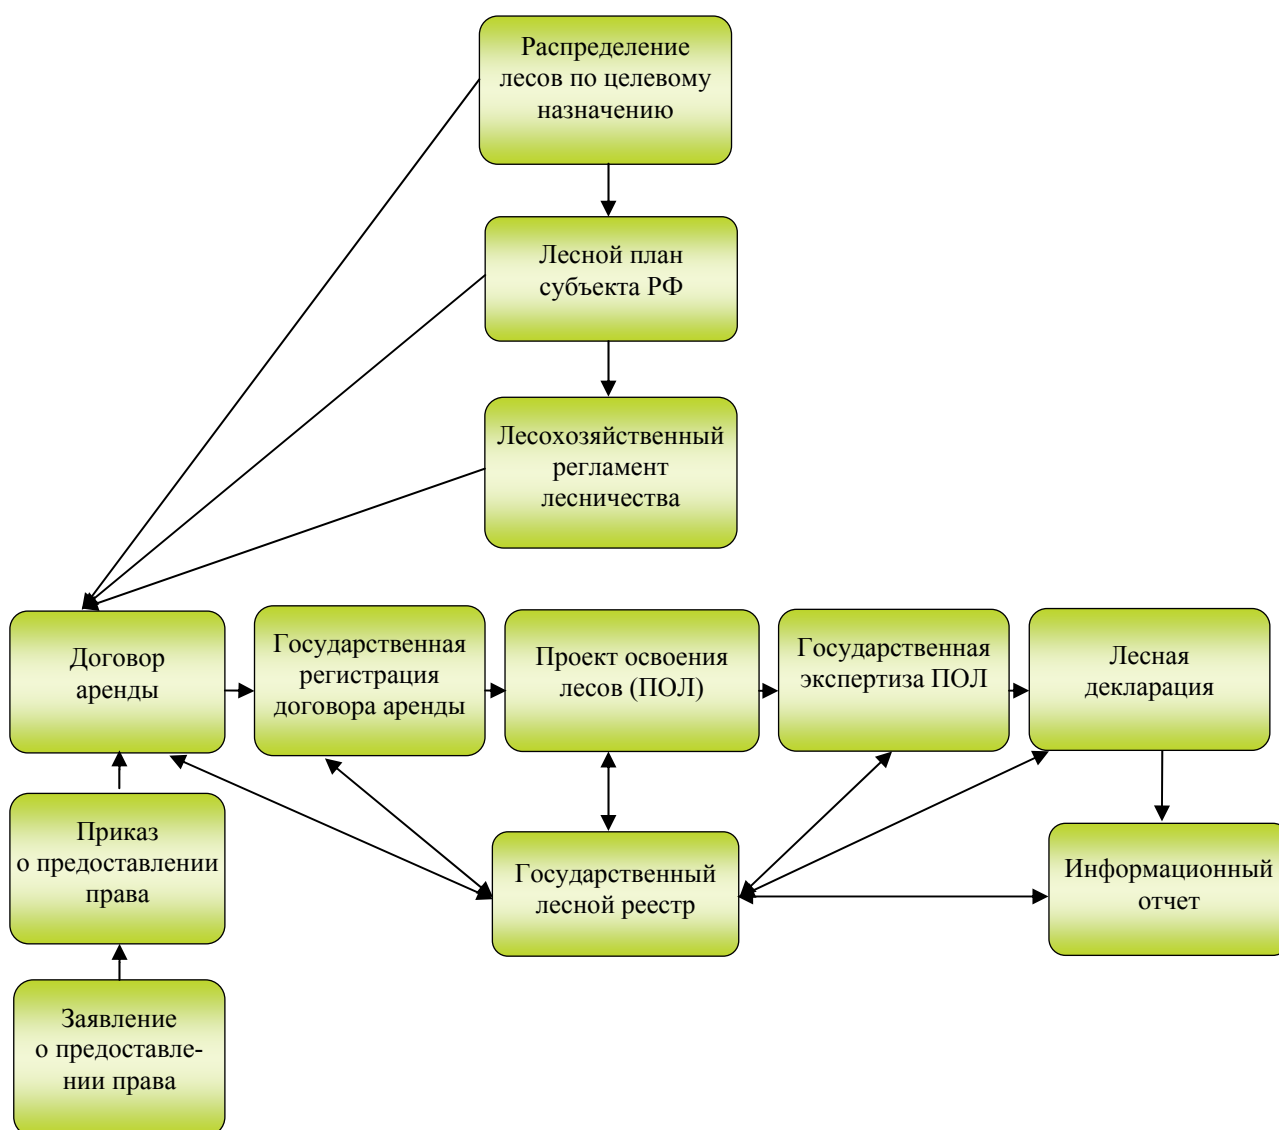 Распределение
лесов по целевому
назначению
Лесной план
субъекта РФ
Лесохозяйственный
регламент
лесничества
Договор
аренды
Государственная
регистрация
договора аренды
Проект освоения
лесов (ПОЛ)
Государственная
экспертиза ПОЛ
Лесная
декларация
Приказ
о предоставлении
права
Государственный
лесной реестр
Информационный
отчет
Заявление
о предоставле-
нии права